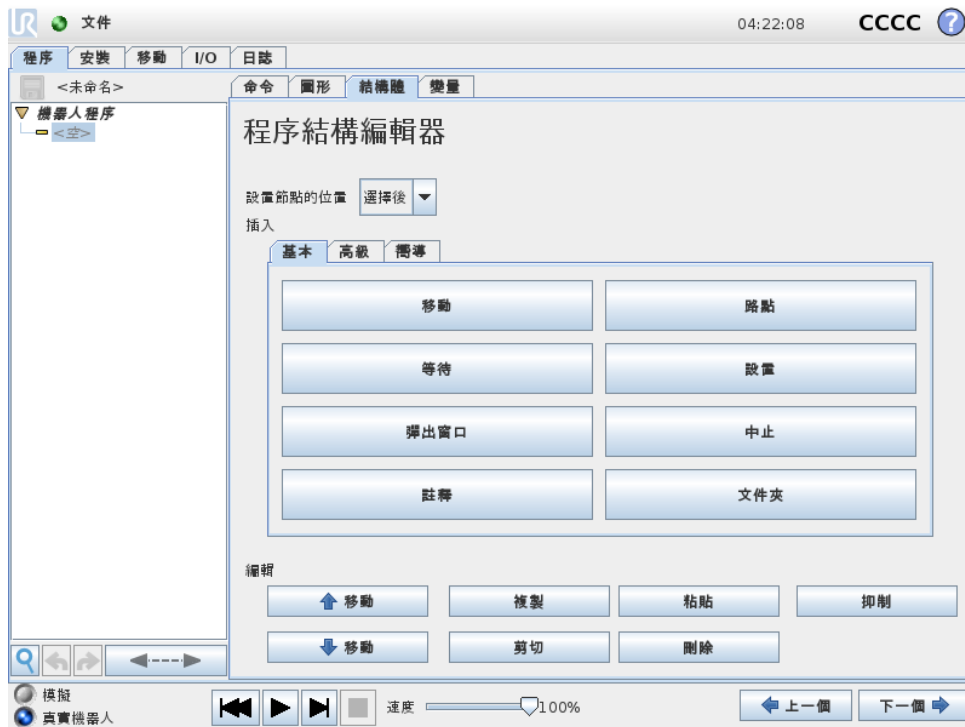 UR 文件 04:22:08 CCCC ?
程序 安裝 移動 I/O 日誌
<未命名> 命令 圖形 結構體 變量
機器人程序
<空>
程序結構編輯器
設置節點的位置 選擇後
插入
基本 高級 嚮導
移動 路點
等待 設置
彈出窗口 中止
註釋 文件夾
編輯
移動 複製 粘貼 抑制
移動 剪切 刪除
模擬
真實機器人
速度 100% 上一個 下一個